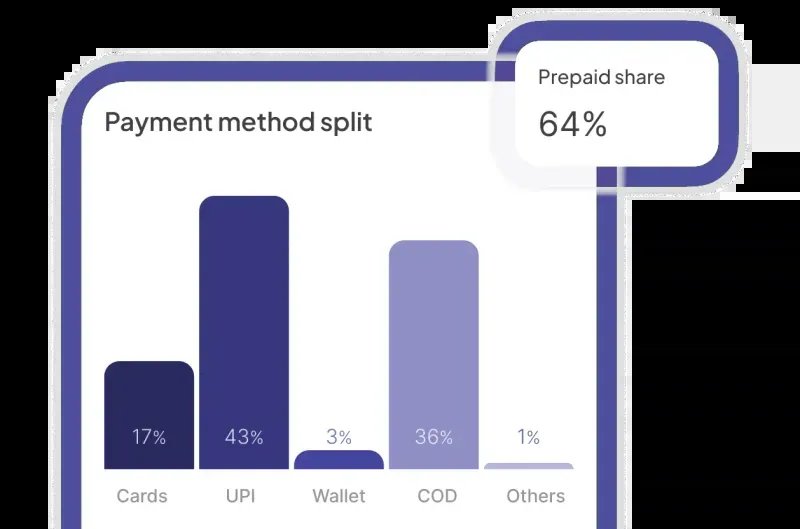 Prepaid share
64%
Payment method split
17% 43% 3% 36% 1%
Cards UPI Wallet COD Others